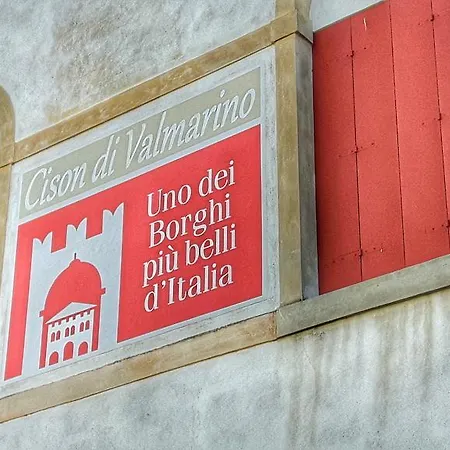 Cison di Valmarino
Uno dei
Borghi
più belli
d'Italia